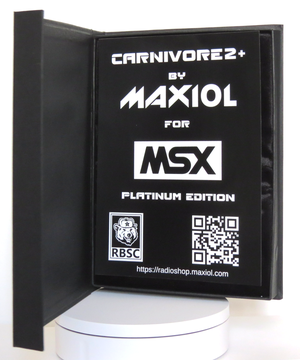 CARNIVORE2+
BY
MAXIOL
FOR
MSX
PLATINUM EDITION
RBSC
https://radioshop.maxiol.com